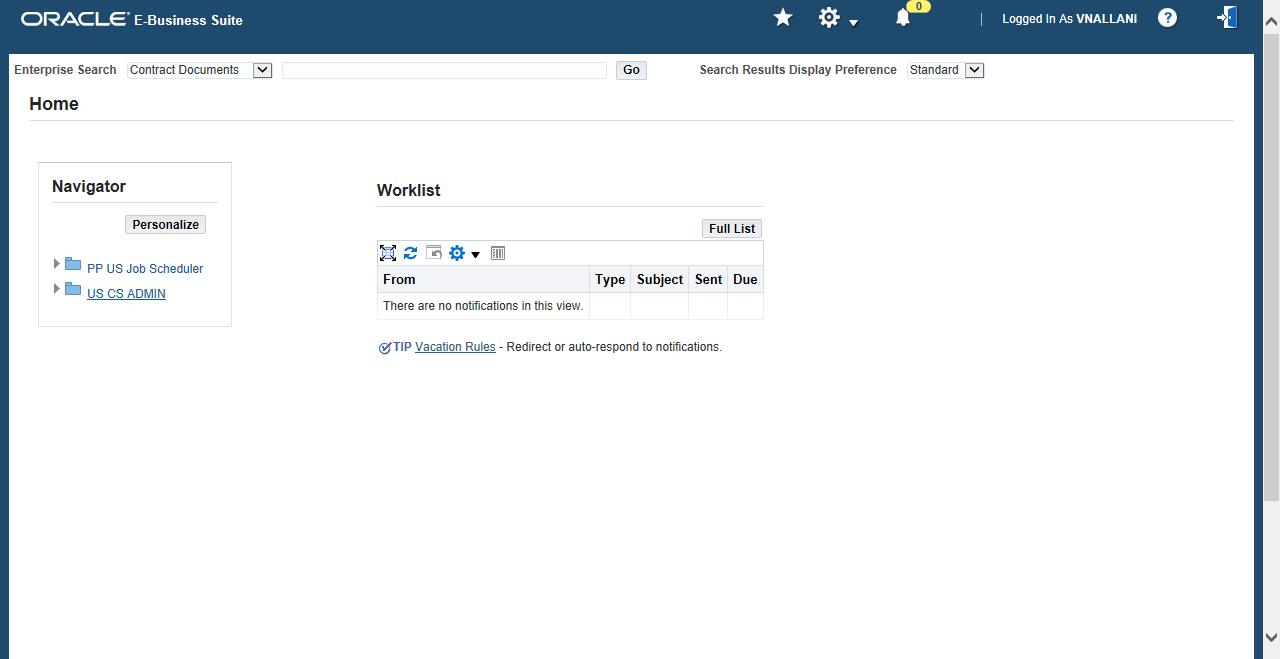 ORACLE E-Business Suite
0
Logged In As VNALLANI
?
Enterprise Search Contract Documents Go Search Results Display Preference Standard
Home
Navigator
Personalize
PP US Job Scheduler
US CS ADMIN
Worklist
Full List
From Type Subject Sent Due
There are no notifications in this view.
TIP Vacation Rules - Redirect or auto-respond to notifications.